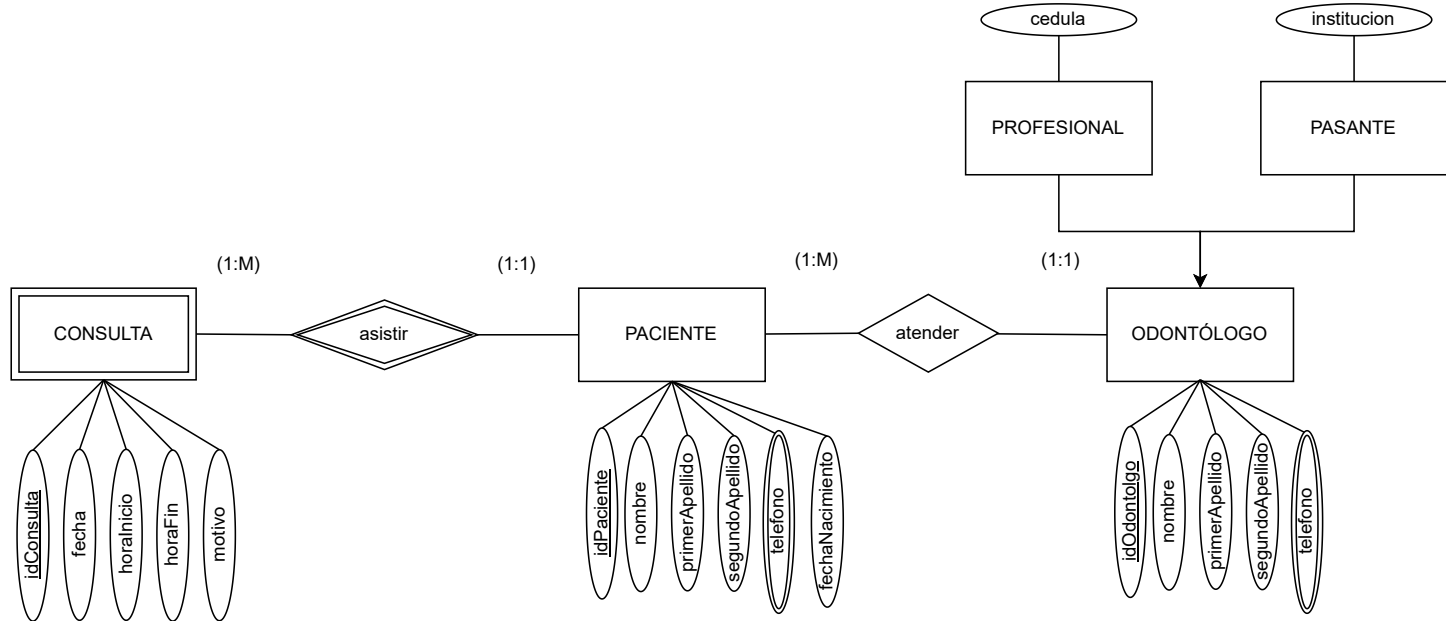 cedula
institucion
PROFESIONAL
PASANTE
(1:M)
(1:1)
(1:M)
(1:1)
CONSULTA
asistir
PACIENTE
atender
ODONTÓLOGO
idConsulta
fecha
horaInicio
horaFin
motivo
idPaciente
nombre
primerApellido
segundoApellido
telefono
fechaNacimiento
idOdontolgo
nombre
primerApellido
segundoApellido
telefono